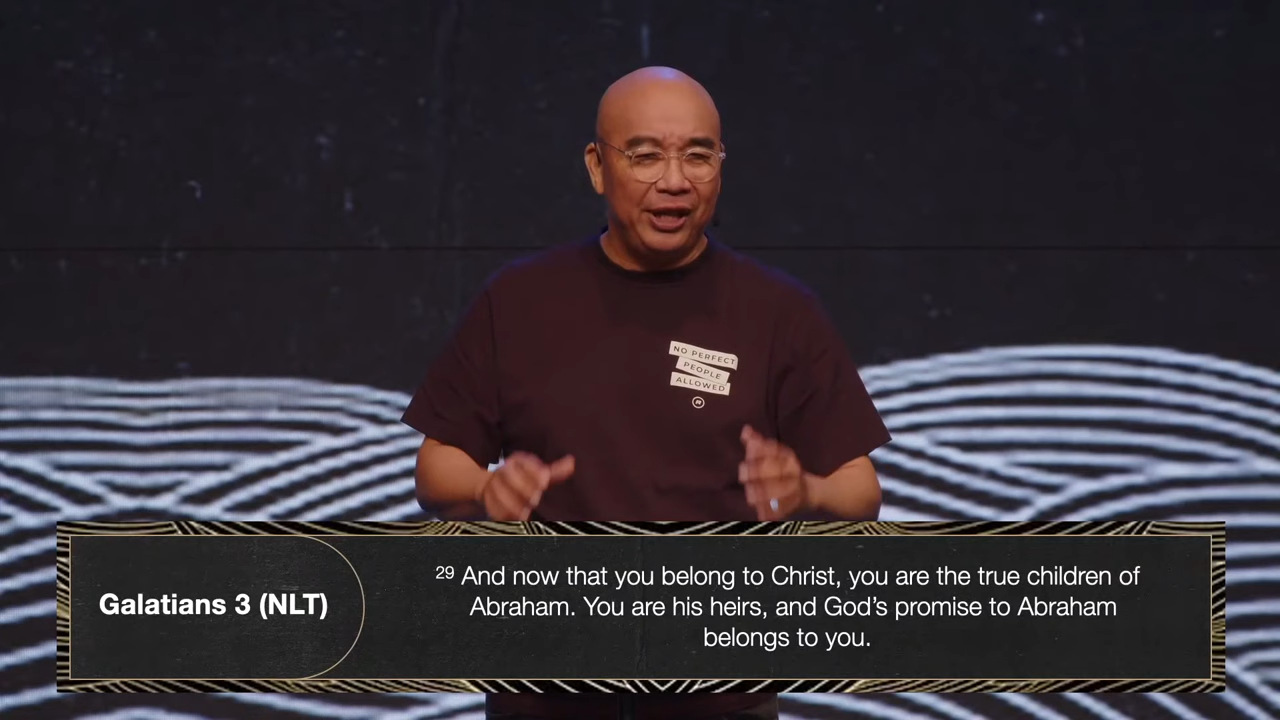 NO PERFECT
PEOPLE
ALLOWED
R
Galatians 3 (NLT)
29 And now that you belong to Christ, you are the true children of
Abraham. You are his heirs, and God’s promise to Abraham
belongs to you.